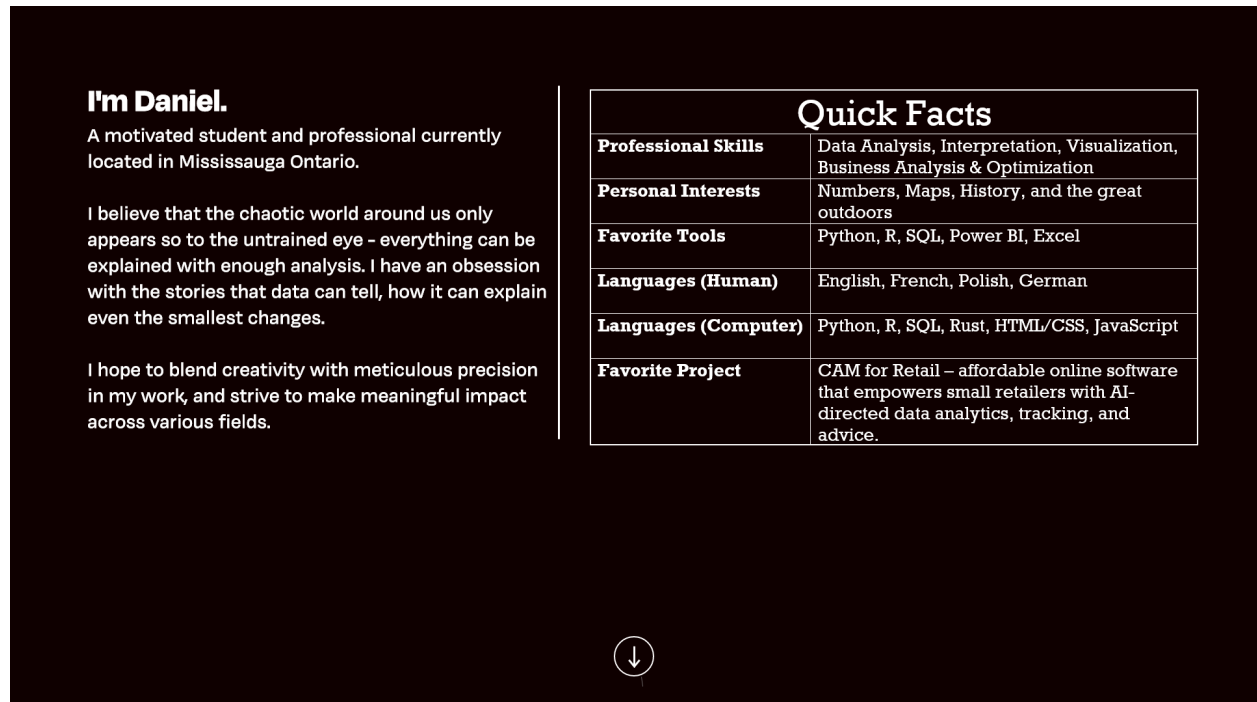 I'm Daniel.
A motivated student and professional currently
located in Mississauga Ontario.
I believe that the chaotic world around us only
appears so to the untrained eye - everything can be
explained with enough analysis. I have an obsession
with the stories that data can tell, how it can explain
even the smallest changes.
I hope to blend creativity with meticulous precision
in my work, and strive to make meaningful impact
across various fields.
Quick Facts
Professional Skills
Data Analysis, Interpretation, Visualization,
Business Analysis & Optimization
Personal Interests
Numbers, Maps, History, and the great
outdoors
Favorite Tools
Python, R, SQL, Power BI, Excel
Languages (Human)
English, French, Polish, German
Languages (Computer)
Python, R, SQL, Rust, HTML/CSS, JavaScript
Favorite Project
CAM for Retail – affordable online software
that empowers small retailers with AI-
directed data analytics, tracking, and
advice.